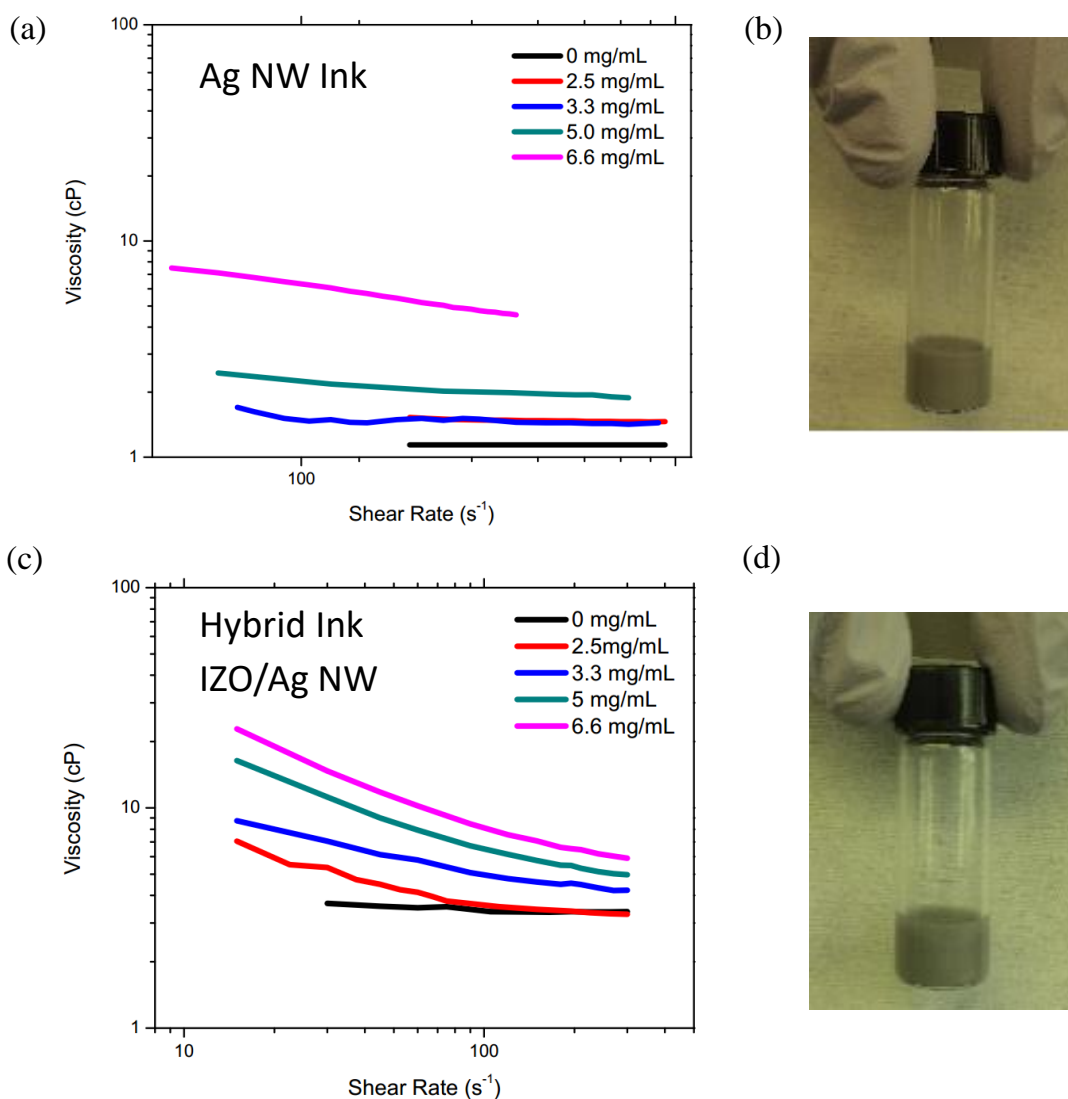 (a)
100
Ag NW Ink
0 mg/mL
2.5 mg/mL
3.3 mg/mL
5.0 mg/mL
6.6 mg/mL
10
1
Viscosity (cP)
100
Shear Rate (s⁻¹)
(b)
(c)
100
Hybrid Ink
IZO/Ag NW
0 mg/mL
2.5mg/mL
3.3 mg/mL
5 mg/mL
6.6 mg/mL
10
1
Viscosity (cP)
10 100
Shear Rate (s⁻¹)
(d)